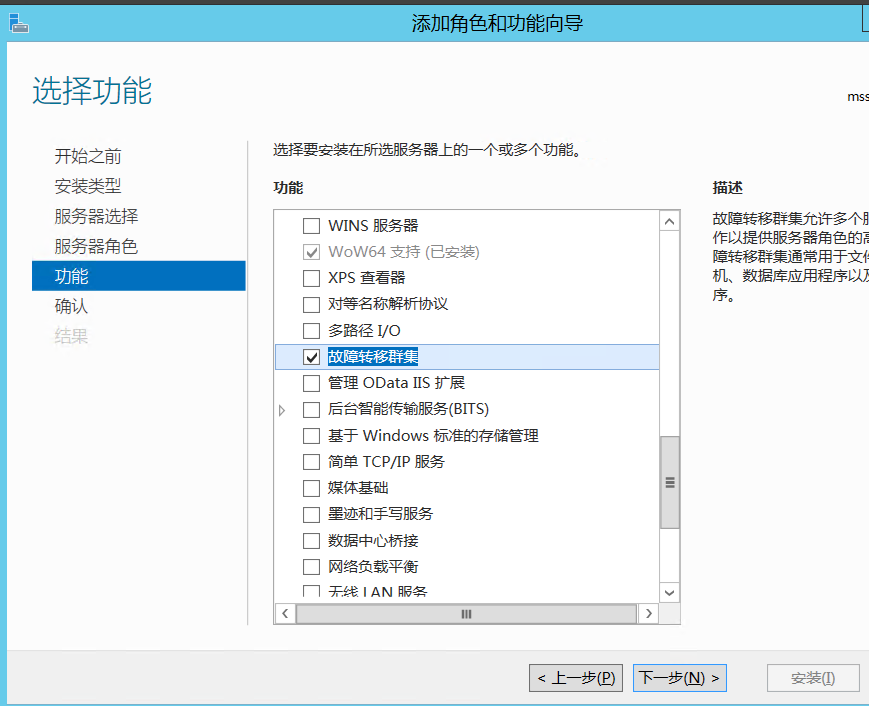 添加角色和功能向导
选择功能
mss
开始之前
安装类型
服务器选择
服务器角色
功能
确认
结果
选择要安装在所选服务器上的一个或多个功能。
功能
WINS 服务器
WoW64 支持 (已安装)
XPS 查看器
对等名称解析协议
多路径 I/O
故障转移群集
管理 OData IIS 扩展
后台智能传输服务(BITS)
基于 Windows 标准的存储管理
简单 TCP/IP 服务
媒体基础
墨迹和手写服务
数据中心桥接
网络负载平衡
无线 LAN 服务
描述
故障转移群集允许多个服
作以提供服务器角色的高
障转移群集通常用于文件
机、数据库应用程序以及
序。
< 上一步(P)
下一步(N) >
安装(I)